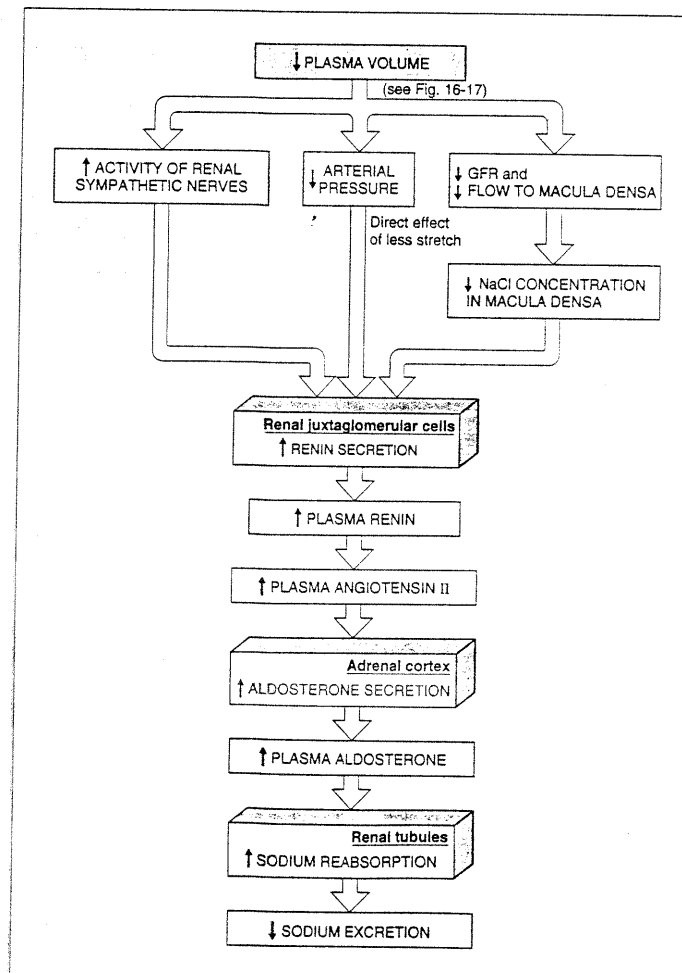 ↓ PLASMA VOLUME
(see Fig. 16-17)
↑ ACTIVITY OF RENAL
SYMPATHETIC NERVES
↓ ARTERIAL
PRESSURE
↓ GFR and
↓ FLOW TO MACULA DENSA
Direct effect
of less stretch
↓ NaCl CONCENTRATION
IN MACULA DENSA
Renal juxtaglomerular cells
↑ RENIN SECRETION
↑ PLASMA RENIN
↑ PLASMA ANGIOTENSIN II
Adrenal cortex
↑ ALDOSTERONE SECRETION
↑ PLASMA ALDOSTERONE
Renal tubules
↑ SODIUM REABSORPTION
↓ SODIUM EXCRETION